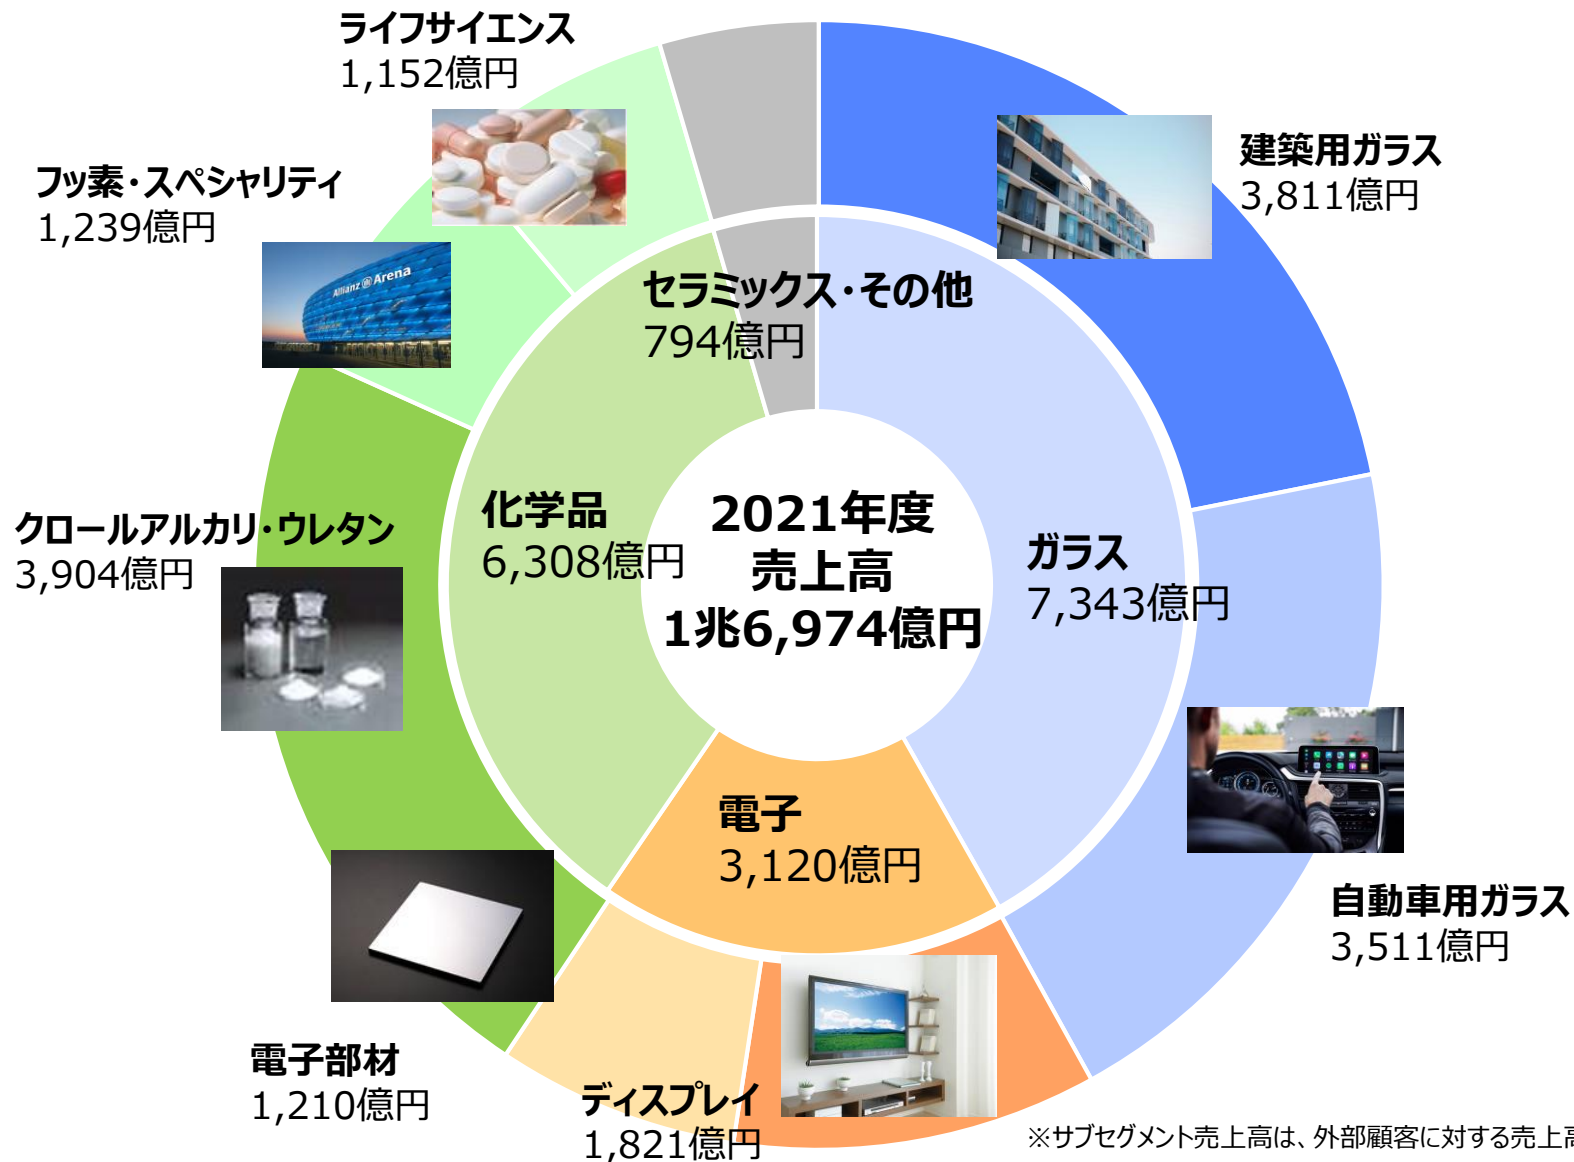 ライフサイエンス
1,152億円
建築用ガラス
3,811億円
フッ素・スペシャリティ
1,239億円
Allianz Arena
セラミックス・その他
794億円
クロールアルカリ・ウレタン
3,904億円
化学品
6,308億円
2021年度
売上高
1兆6,974億円
ガラス
7,343億円
電子
3,120億円
自動車用ガラス
3,511億円
電子部材
1,210億円
ディスプレイ
1,821億円
※サブセグメント売上高は、外部顧客に対する売上高